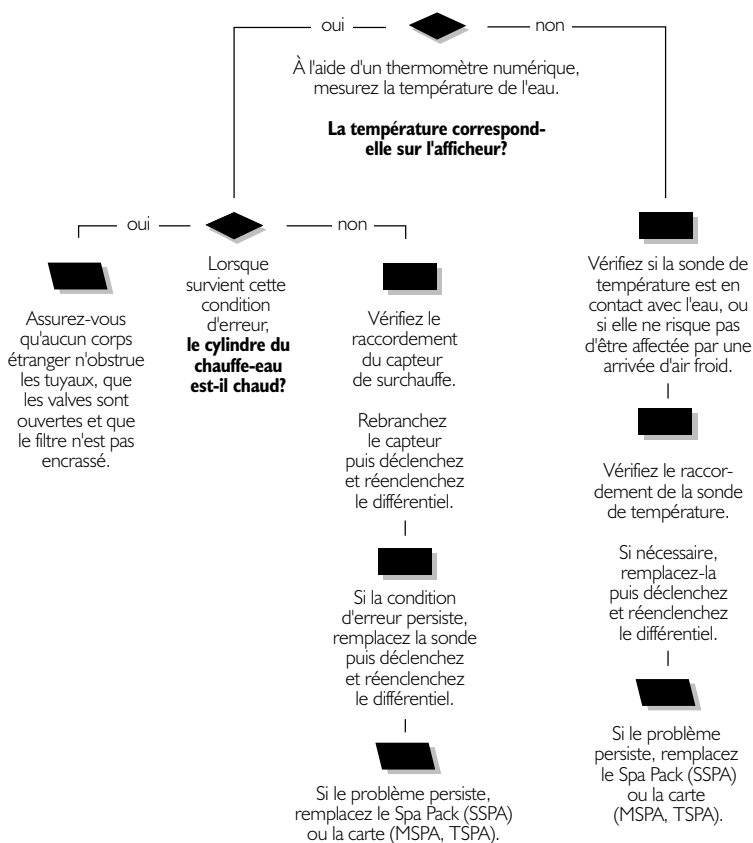 oui
non
À l'aide d'un thermomètre numérique,
mesurez la température de l'eau.
La température correspond-
elle sur l'afficheur?
oui
non
Assurez-vous
qu'aucun corps
étranger n'obstrue
les tuyaux, que
les valves sont
ouvertes et que
le filtre n'est pas
encrassé.
Lorsque
survient cette
condition
d'erreur,
le cylindre du
chauffe-eau
est-il chaud?
Vérifiez le
raccordement
du capteur
de surchauffe.
Rebranchez
le capteur
puis déclenchez
et réenclenchez
le différentiel.
Si la condition
d'erreur persiste,
remplacez la sonde
puis déclenchez
et réenclenchez
le différentiel.
Si le problème persiste,
remplacez le Spa Pack (SSPA)
ou la carte (MSPA, TSPA).
Vérifiez si la sonde de
température est en
contact avec l'eau, ou
si elle ne risque pas
d'être affectée par une
arrivée d'air froid.
Vérifiez le raccor-
dement de la sonde
de température.
Si nécessaire,
remplacez-la
puis déclenchez
et réenclenchez
le différentiel.
Si le problème
persiste, remplacez
le Spa Pack (SSPA)
ou la carte
(MSPA, TSPA).